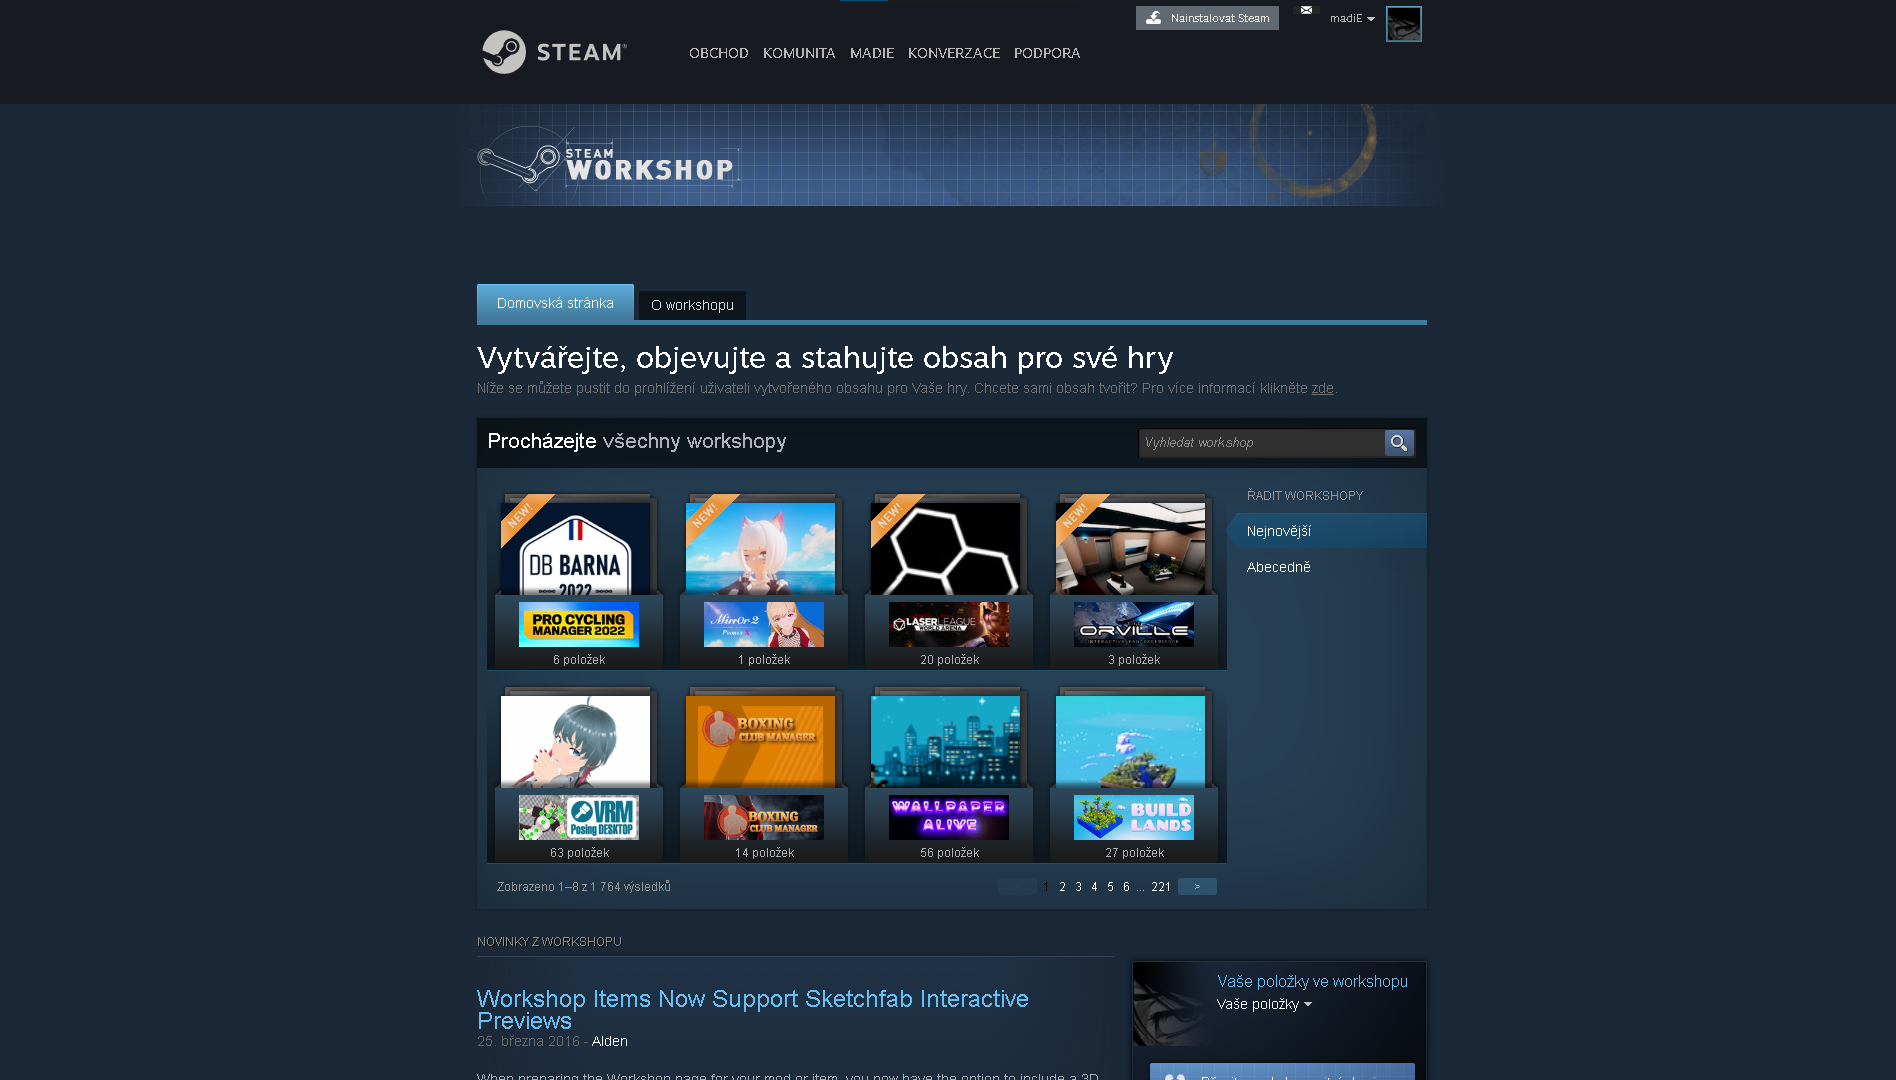 Nainstalovat Steam
madiE
STEAM
OBCHOD KOMUNITA MADIE KONVERZACE PODPORA
STEAM
WORKSHOP
Domovská stránka
O workshopu
Vytvářejte, objevujte a stahujte obsah pro své hry
Níže se můžete pustit do prohlížení uživateli vytvořeného obsahu pro Vaše hry. Chcete sami obsah tvořit? Pro více informací klikněte zde.
Procházejte všechny workshopy
Vyhledat workshop
ŘADIT WORKSHOPY
Nejnovější
Abecedně
NEW! NEW! NEW! NEW!
DB BARNA
2022
PRO CYCLING
MANAGER 2022
MirrOr 2
LASER LEAGUE
WORLD ARENA
ORVILLE
INTERACTIVE FAN EXPERIENCE
6 položek 1 položek 20 položek 3 položek
BOXING
CLUB MANAGER
VRM
Posing DESKTOP
BOXING
CLUB MANAGER
WALLPAPER
ALIVE
BUILD
LANDS
63 položek 14 položek 56 položek 27 položek
Zobrazeno 1–8 z 1 764 výsledků
1 2 3 4 5 6 ... 221 >
NOVINKY Z WORKSHOPU
Workshop Items Now Support Sketchfab Interactive
Previews
25. března 2016 - Alden
When preparing the Workshop page for your mod or item, you now have the option to include a 3D
Vaše položky ve workshopu
Vaše položky